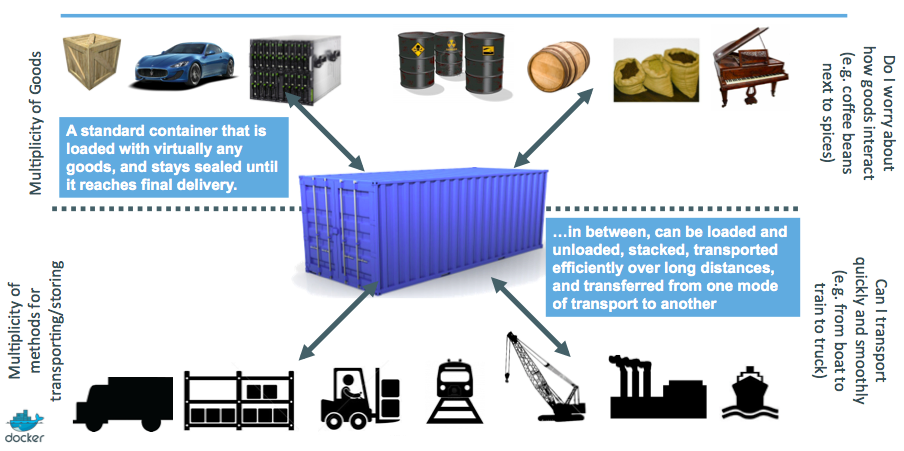 Multiplicity of Goods
A standard container that is
loaded with virtually any
goods, and stays sealed until
it reaches final delivery.
Do I worry about
how goods interact
(e.g. coffee beans
next to spices)
Multiplicity of
methods for
transporting/storing
…in between, can be loaded and
unloaded, stacked, transported
efficiently over long distances,
and transferred from one mode
of transport to another
Can I transport
quickly and smoothly
(e.g. from boat to
train to truck)
docker